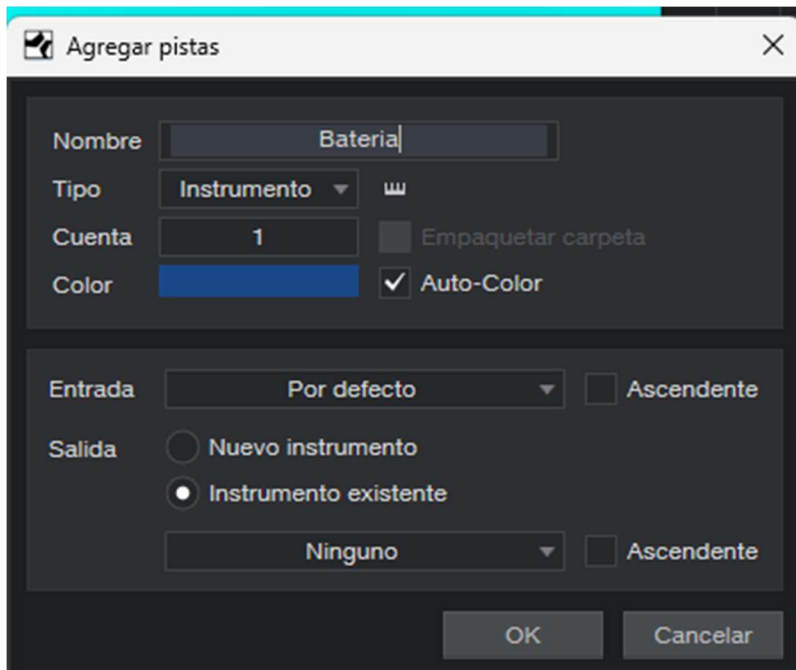 Agregar pistas
Nombre Bateria
Tipo Instrumento
Cuenta 1 Empaquetar carpeta
Color Auto-Color
Entrada Por defecto Ascendente
Salida Nuevo instrumento
Instrumento existente
Ninguno Ascendente
OK Cancelar